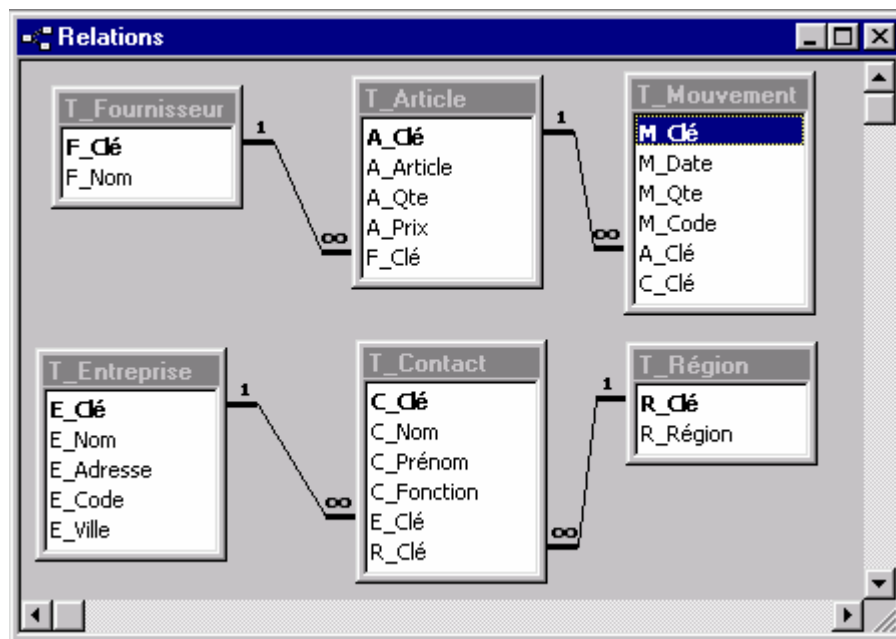 Relations
T_Fournisseur
F_Clé
F_Nom
1
∞
T_Article
A_Clé
A_Article
A_Qte
A_Prix
F_Clé
1
∞
T_Mouvement
M_Clé
M_Date
M_Qte
M_Code
A_Clé
C_Clé
T_Entreprise
E_Clé
E_Nom
E_Adresse
E_Code
E_Ville
1
∞
T_Contact
C_Clé
C_Nom
C_Prénom
C_Fonction
E_Clé
R_Clé
∞
1
T_Région
R_Clé
R_Région